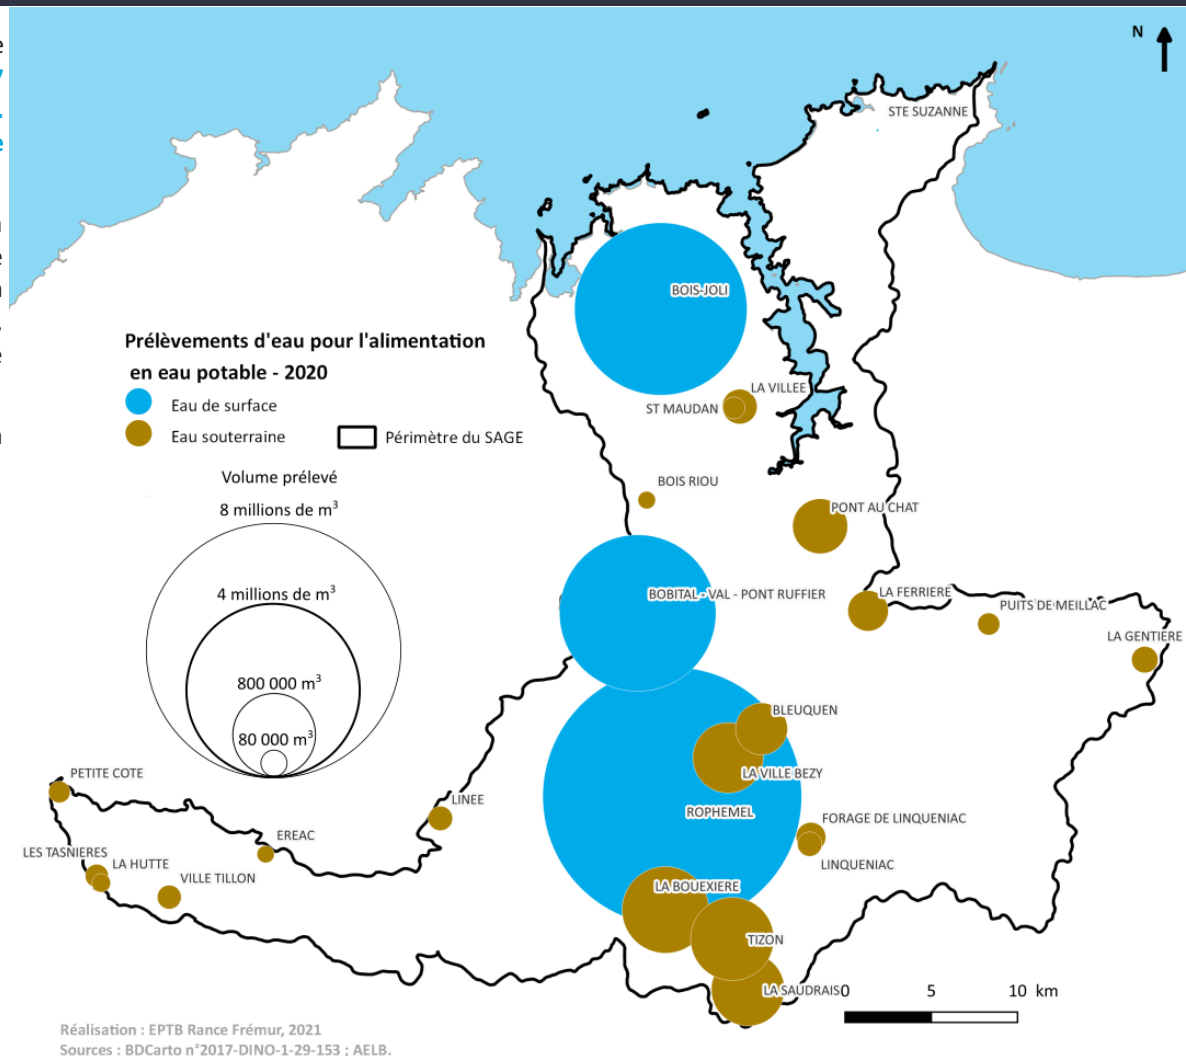 N
STE SUZANNE
BOIS-JOLI
Prélèvements d'eau pour l'alimentation
en eau potable - 2020
Eau de surface
Eau souterraine
Périmètre du SAGE
LA VILLEE
ST MAUDAN
Volume prélevé
8 millions de m³
4 millions de m³
800 000 m³
80 000 m³
BOIS RIOU
PONT AU CHAT
BOBITAL - VAL - PONT RUFFIER
LA FERRIERE
PUITS DE MEILLAC
LA GENTIERE
BLEUQUEN
LA VILLE BEZY
ROPHEMEL
PETITE COTE
LINEE
FORAGE DE LINQUENIAC
EREAC
LES TASNIERES
LA HUTTE
LINQUENIAC
VILLE TILLON
LA BOUEXIERE
TIZON
LA SAUDRAIS
0 5 10 km
Réalisation : EPTB Rance Frémur, 2021
Sources : BDCarto n°2017-DINO-1-29-153 ; AELB.